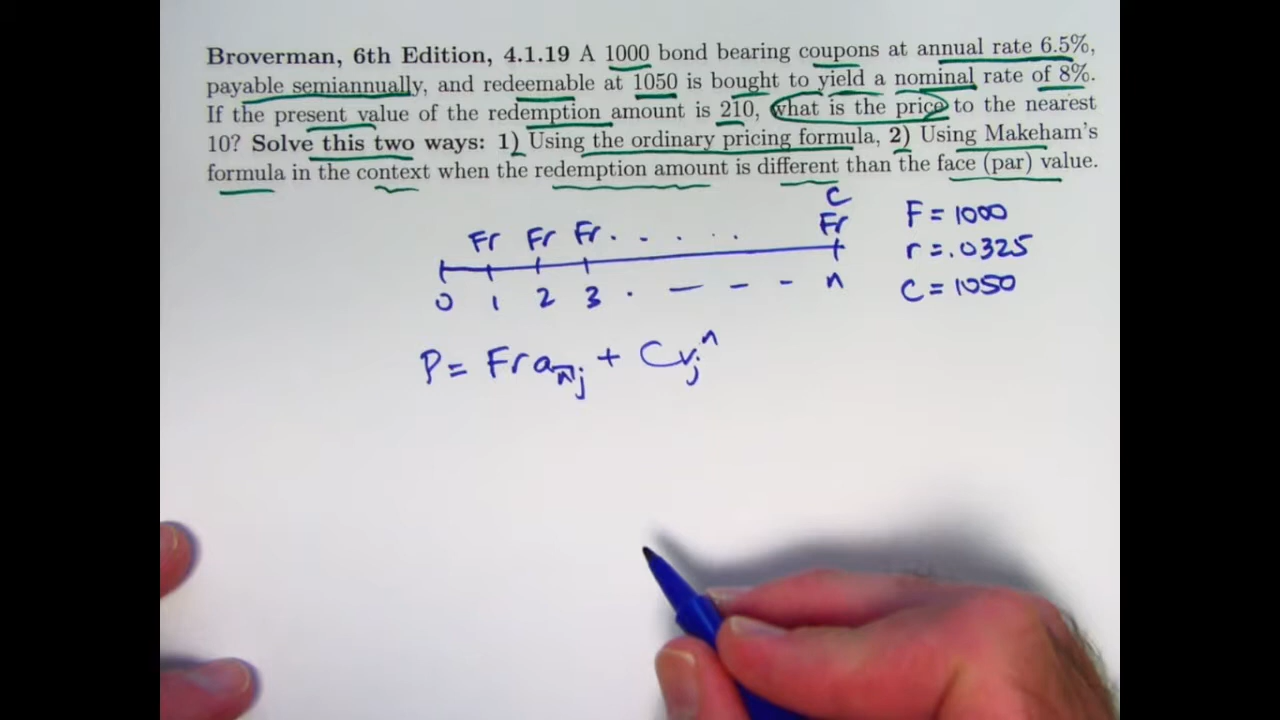 Broverman, 6th Edition, 4.1.19 A 1000 bond bearing coupons at annual rate 6.5%,
payable semiannually, and redeemable at 1050 is bought to yield a nominal rate of 8%.
If the present value of the redemption amount is 210, what is the price to the nearest
10? Solve this two ways: 1) Using the ordinary pricing formula, 2) Using Makeham's
formula in the context when the redemption amount is different than the face (par) value.
C
Fr Fr Fr . . . . . . Fr
0 1 2 3 . — - - n
F = 1000
r = .0325
C = 1050
P = Fr a_n̅|j + C v_j^n